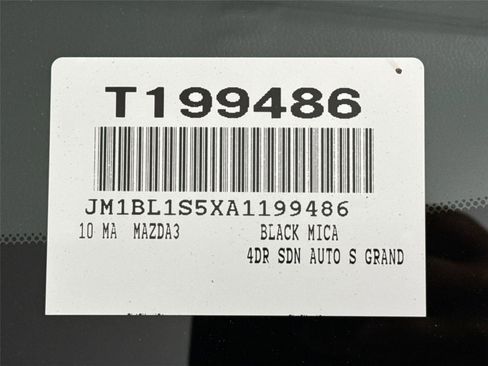 T199486
JM1BL1S5XA1199486
10 MA MAZDA3 BLACK MICA
4DR SDN AUTO S GRAND